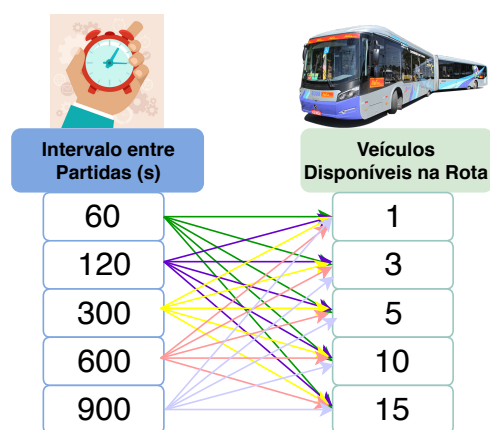 Intervalo entre
Partidas (s)
Veículos
Disponíveis na Rota
60
1
120
3
300
5
600
10
900
15